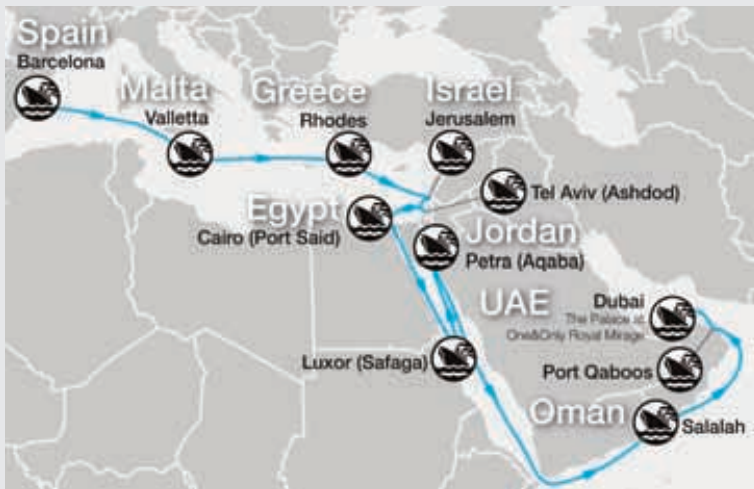 Spain
Barcelona
Malta
Valletta
Greece
Rhodes
Israel
Jerusalem
Tel Aviv (Ashdod)
Egypt
Cairo (Port Said)
Jordan
Petra (Aqaba)
UAE
Dubai
The Palace at
One&Only Royal Mirage
Luxor (Safaga)
Port Qaboos
Oman
Salalah